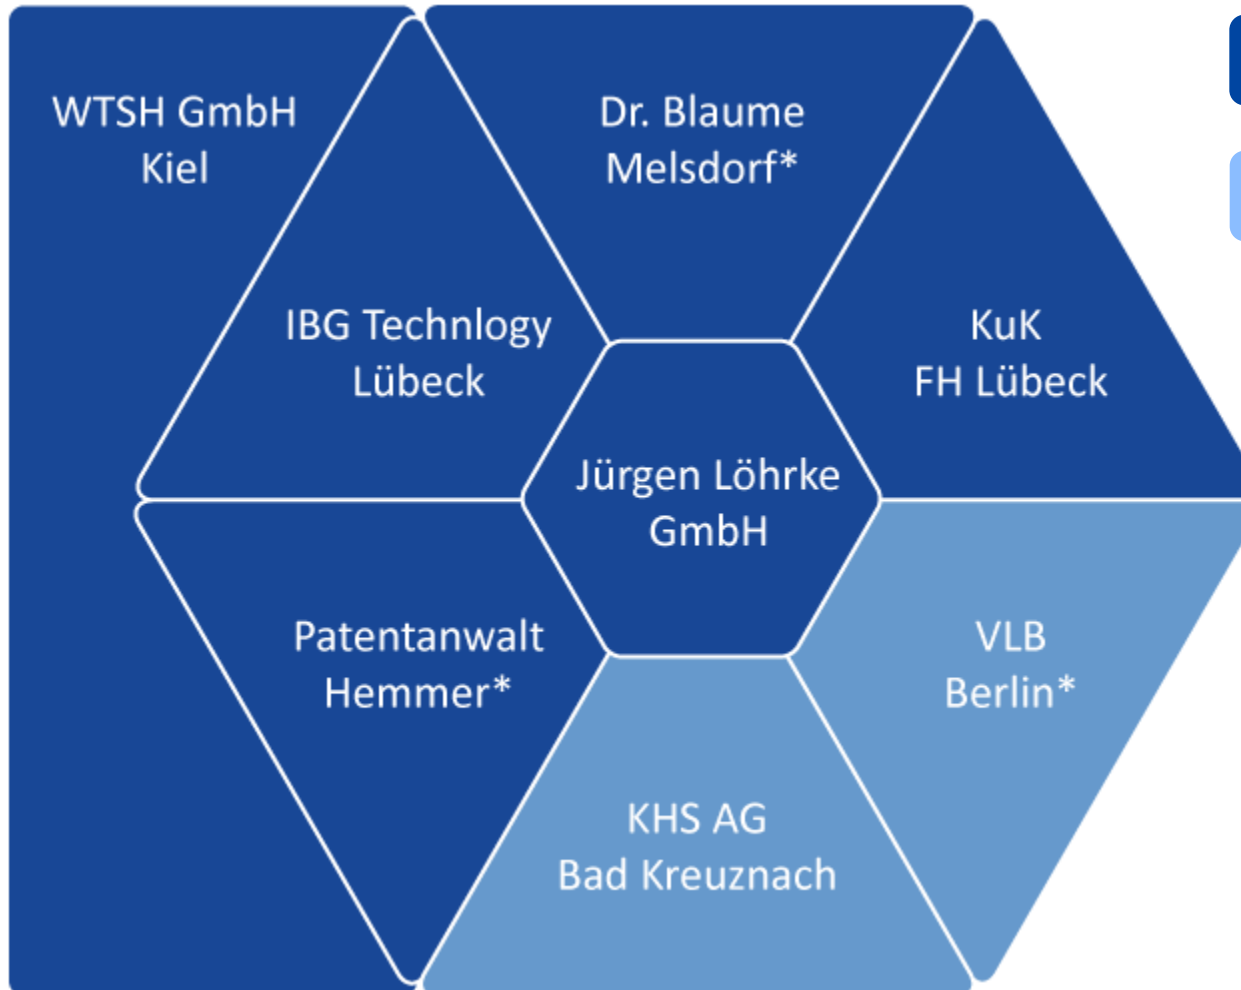 WTSH GmbH
Kiel
Dr. Blaume
Melsdorf*
IBG Technlogy
Lübeck
KuK
FH Lübeck
Jürgen Löhrke
GmbH
Patentanwalt
Hemmer*
VLB
Berlin*
KHS AG
Bad Kreuznach